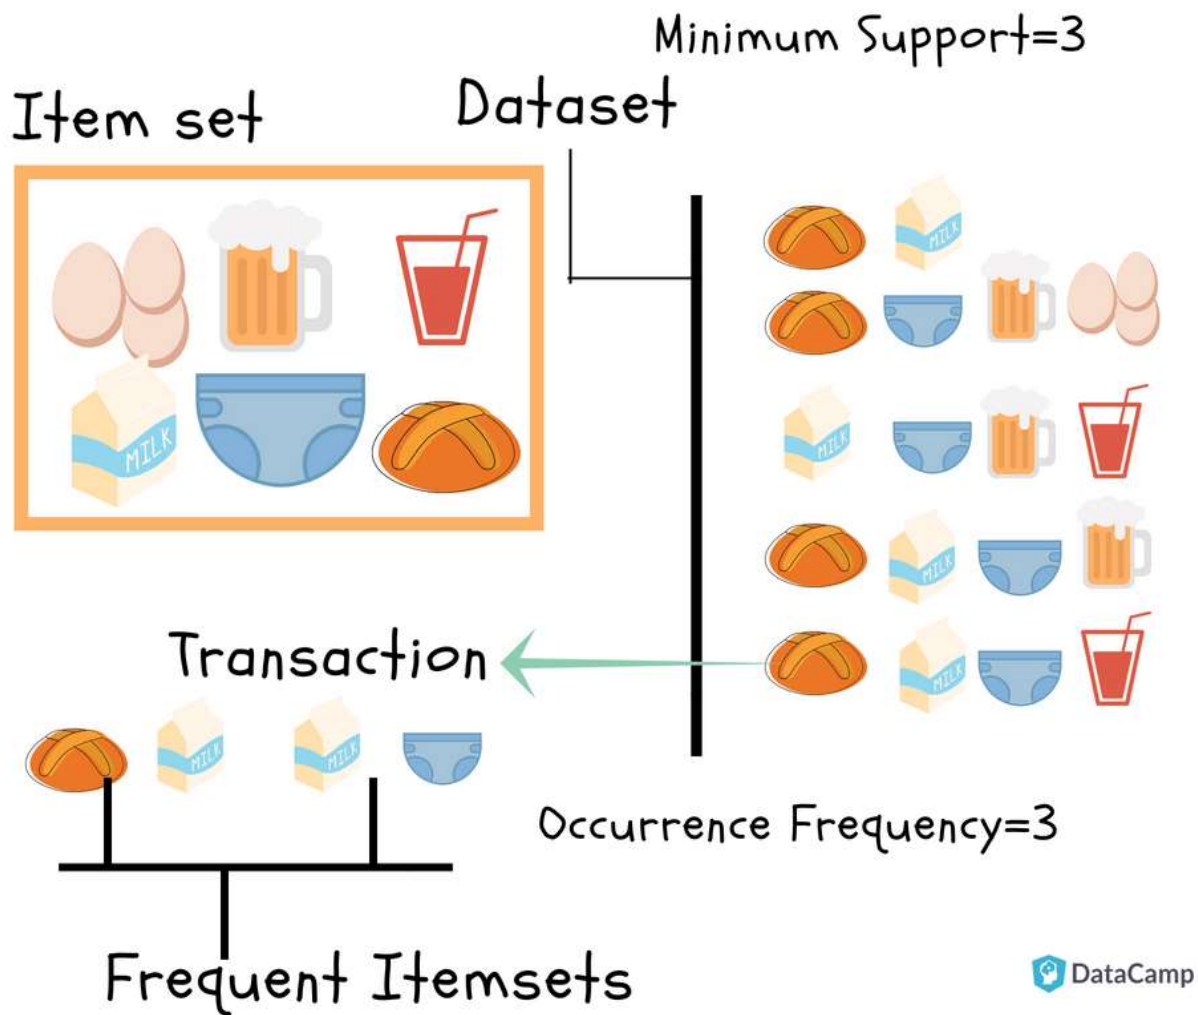 Minimum Support=3
Item set
Dataset
MILK
MILK
MILK
MILK
MILK
Transaction
MILK
MILK
Occurrence Frequency=3
Frequent Itemsets
DataCamp